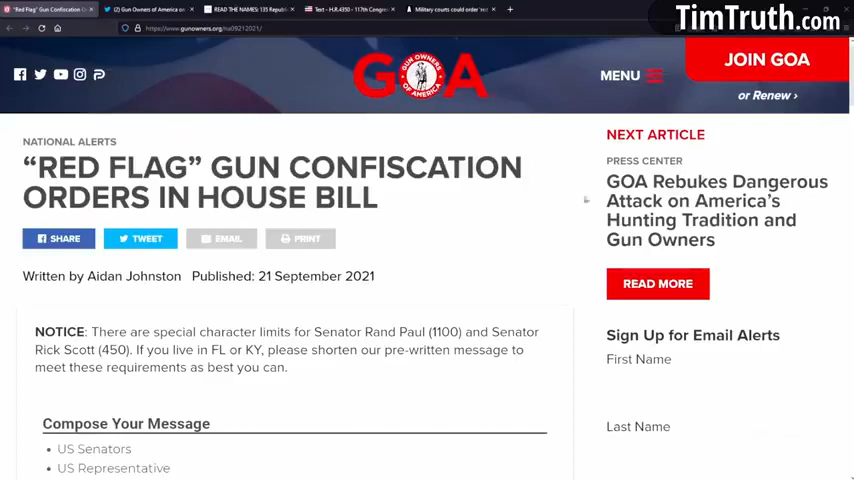 "Red Flag" Gun Confiscation O
(2) Gun Owners of America on
READ THE NAMES: 135 Republi
Text - H.R.4350 - 117th Congre
Military courts could order 'red
TimTruth.com
https://www.gunowners.org/na09212021/
GOA
GUN OWNERS OF AMERICA
MENU
JOIN GOA
or Renew ›
NATIONAL ALERTS
"RED FLAG" GUN CONFISCATION
ORDERS IN HOUSE BILL
SHARE
TWEET
EMAIL
PRINT
Written by Aidan Johnston Published: 21 September 2021
NOTICE: There are special character limits for Senator Rand Paul (1100) and Senator
Rick Scott (450). If you live in FL or KY, please shorten our pre-written message to
meet these requirements as best you can.
Compose Your Message
• US Senators
• US Representative
NEXT ARTICLE
PRESS CENTER
GOA Rebukes Dangerous
Attack on America's
Hunting Tradition and
Gun Owners
READ MORE
Sign Up for Email Alerts
First Name
Last Name